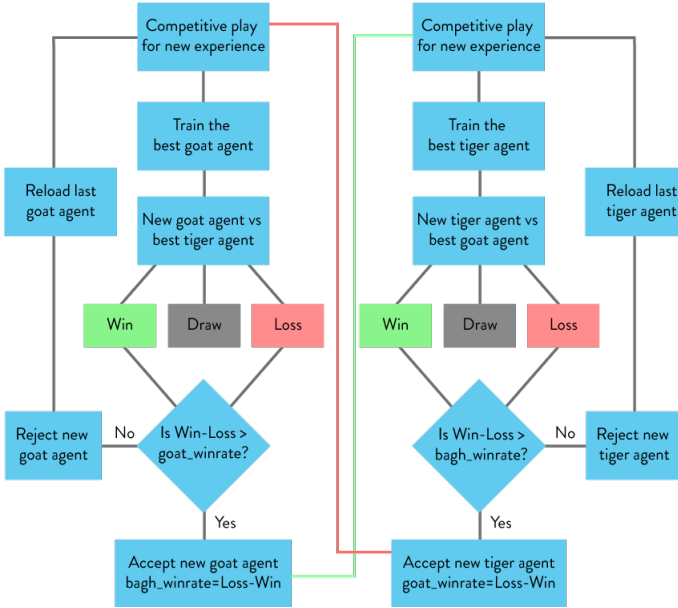 Competitive play
for new experience
Train the
best goat agent
Reload last
goat agent
New goat agent vs
best tiger agent
Win
Draw
Loss
Is Win-Loss >
goat_winrate?
No
Reject new
goat agent
Yes
Accept new goat agent
bagh_winrate=Loss-Win
Competitive play
for new experience
Train the
best tiger agent
Reload last
tiger agent
New tiger agent vs
best goat agent
Win
Draw
Loss
Is Win-Loss >
bagh_winrate?
No
Reject new
tiger agent
Yes
Accept new tiger agent
goat_winrate=Loss-Win